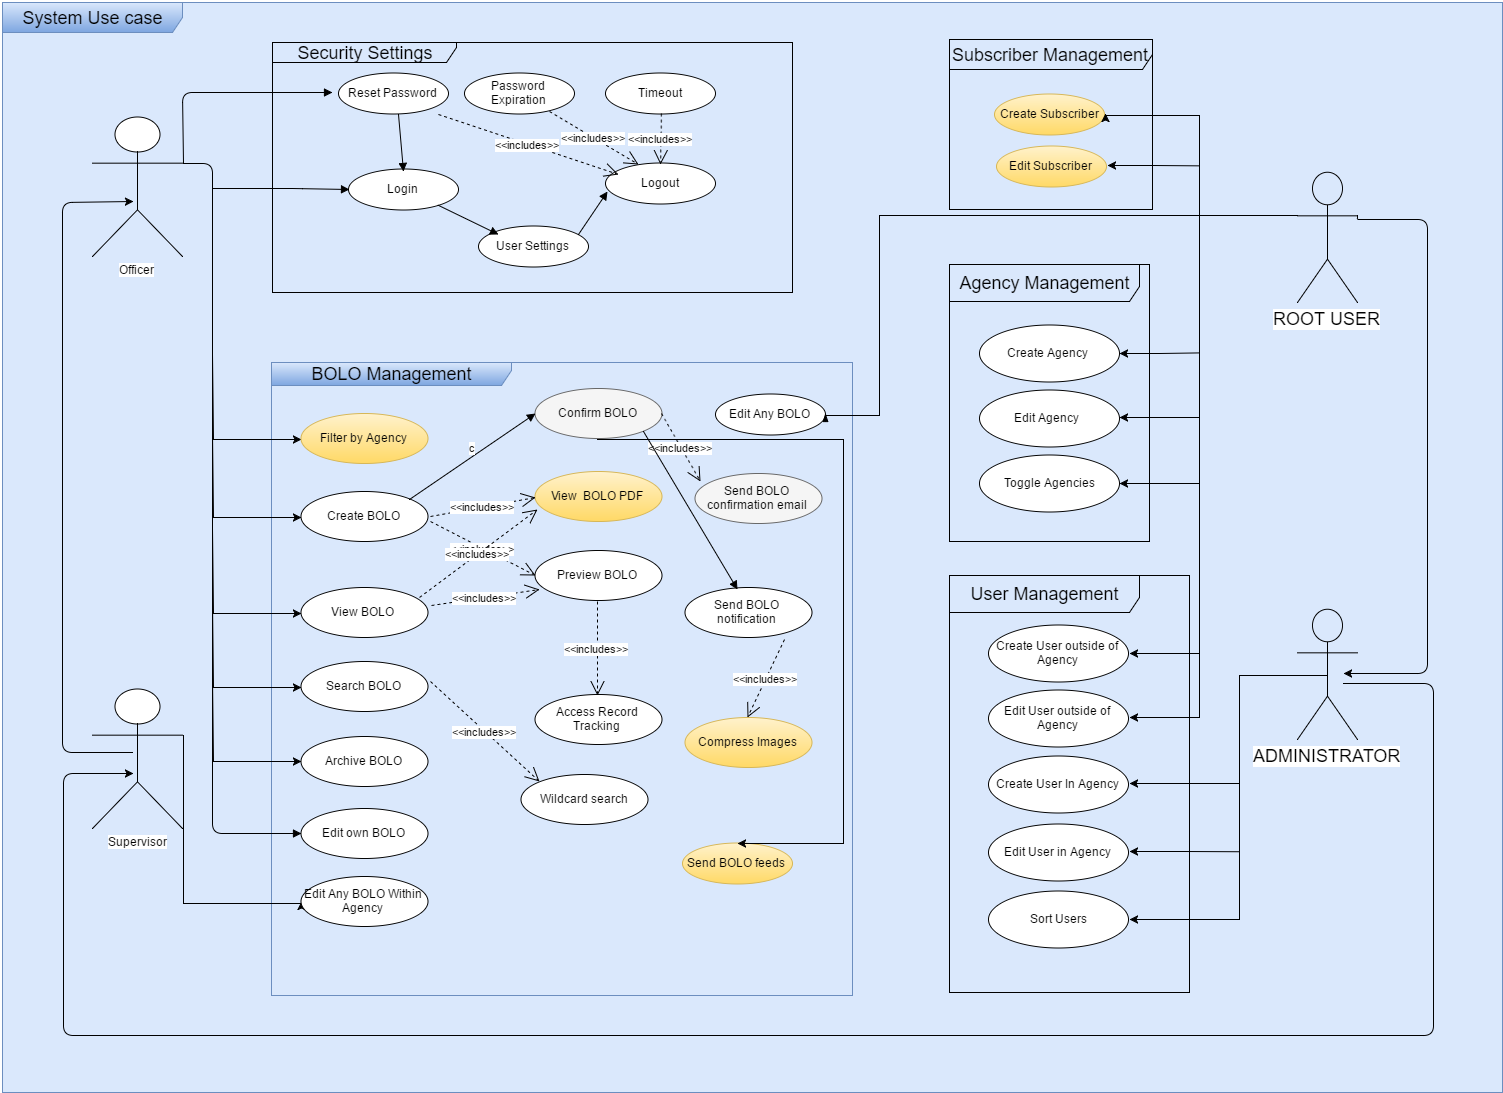 System Use case
Security Settings
Reset Password
Password
Expiration
Timeout
<<includes>>
<<includes>>
<<includes>>
Login
Logout
User Settings
Officer
Subscriber Management
Create Subscriber
Edit Subscriber
ROOT USER
Agency Management
Create Agency
Edit Agency
Toggle Agencies
BOLO Management
Filter by Agency
Confirm BOLO
Edit Any BOLO
c
<<includes>>
Create BOLO
<<includes>>
View  BOLO PDF
Send BOLO
confirmation email
<<includes>>
Preview BOLO
View BOLO
<<includes>>
Send BOLO
notification
<<includes>>
Search BOLO
<<includes>>
Access Record
Tracking
<<includes>>
Compress Images
Archive BOLO
Wildcard search
Edit own BOLO
Send BOLO feeds
Edit Any BOLO Within
Agency
Supervisor
User Management
Create User outside of
Agency
Edit User outside of
Agency
Create User In Agency
Edit User in Agency
Sort Users
ADMINISTRATOR